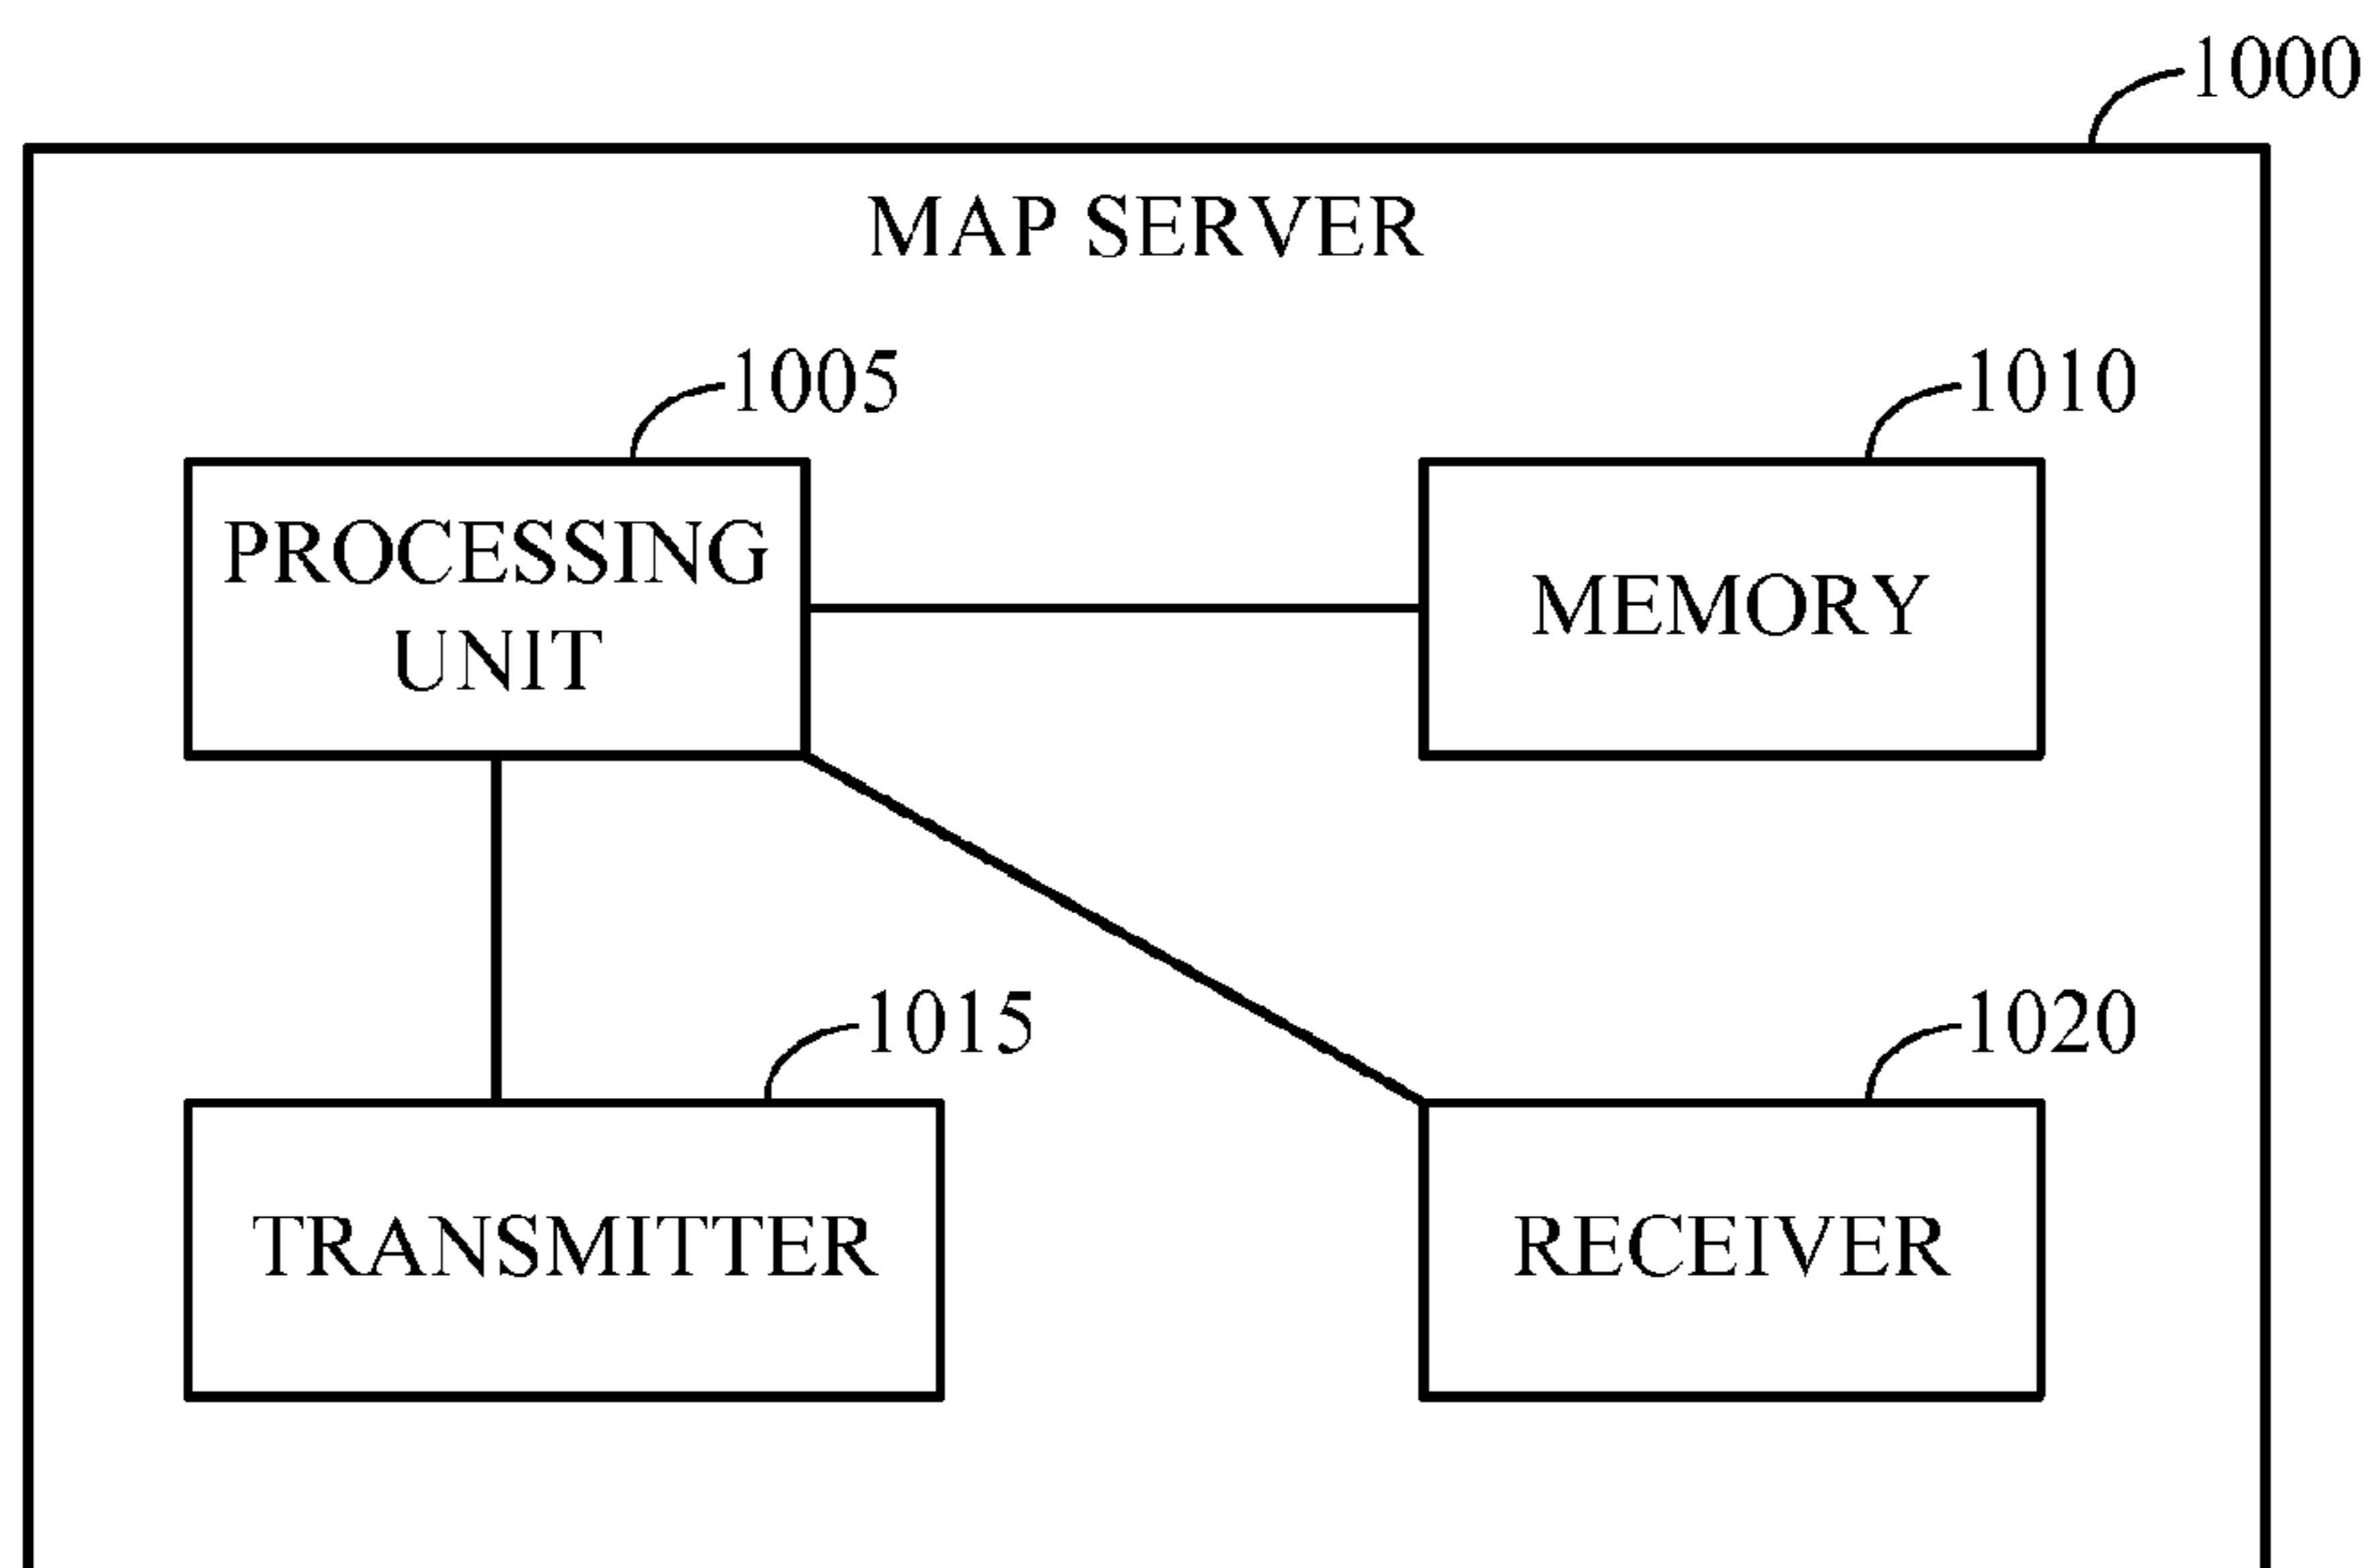 1000
MAP SERVER
1005
1010
PROCESSING
UNIT
MEMORY
1015
1020
TRANSMITTER
RECEIVER